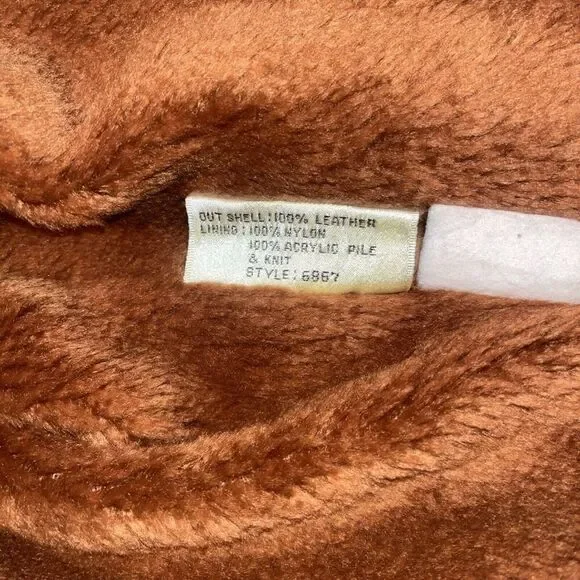 OUT SHELL:100% LEATHER
LINING:100% NYLON
100% ACRYLIC PILE
& KNIT
STYLE:6867